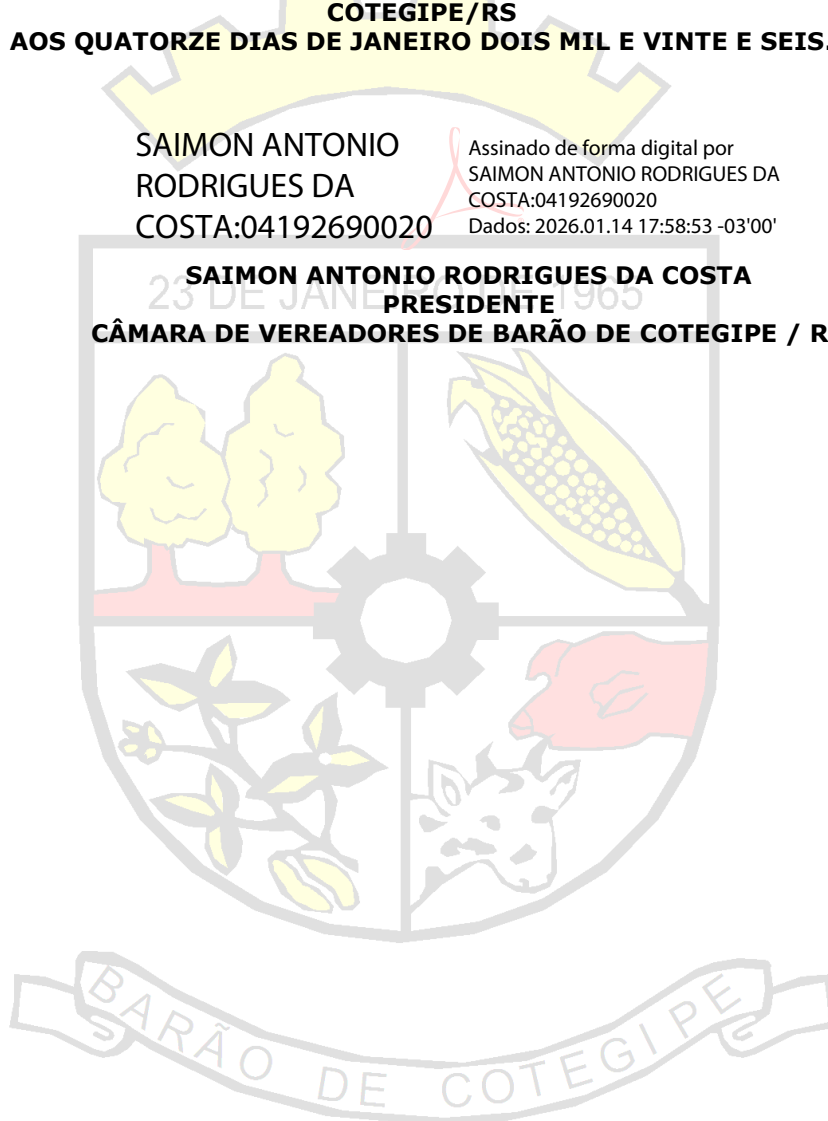 COTEGIPE/RS
AOS QUATORZE DIAS DE JANEIRO DOIS MIL E VINTE E SEIS.
SAIMON ANTONIO
RODRIGUES DA
COSTA:04192690020
Assinado de forma digital por
SAIMON ANTONIO RODRIGUES DA
COSTA:04192690020
Dados: 2026.01.14 17:58:53 -03'00'
SAIMON ANTONIO RODRIGUES DA COSTA
23 DE JANEIRO DE 1965
PRESIDENTE
CÂMARA DE VEREADORES DE BARÃO DE COTEGIPE / R
BARÃO DE COTEGIPE